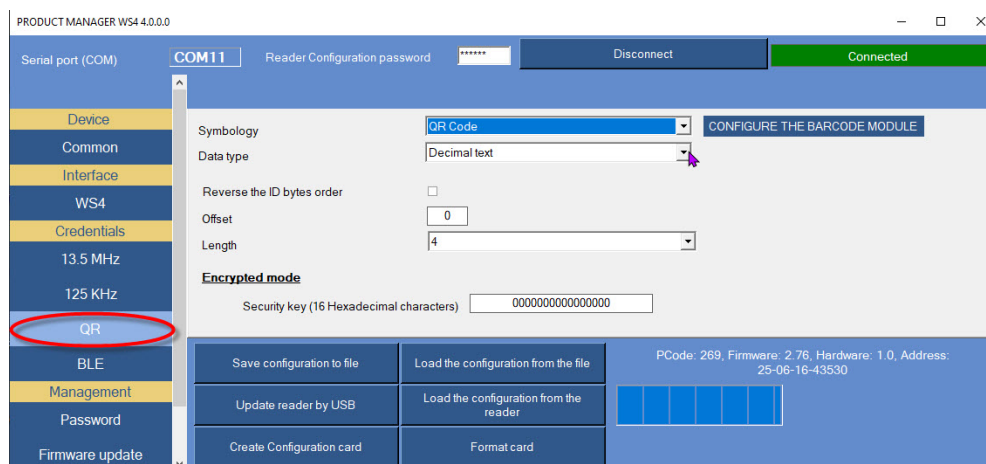 PRODUCT MANAGER WS4 4.0.0.0
Serial port (COM) COM11 Reader Configuration password ****** Disconnect Connected
Device
Common
Interface
WS4
Credentials
13.5 MHz
125 KHz
QR
BLE
Management
Password
Firmware update
Symbology QR Code CONFIGURE THE BARCODE MODULE
Data type Decimal text
Reverse the ID bytes order
Offset 0
Length 4
Encrypted mode
Security key (16 Hexadecimal characters) 0000000000000000
Save configuration to file Load the configuration from the file
Update reader by USB Load the configuration from the
reader
Create Configuration card Format card
PCode: 269, Firmware: 2.76, Hardware: 1.0, Address:
25-06-16-43530